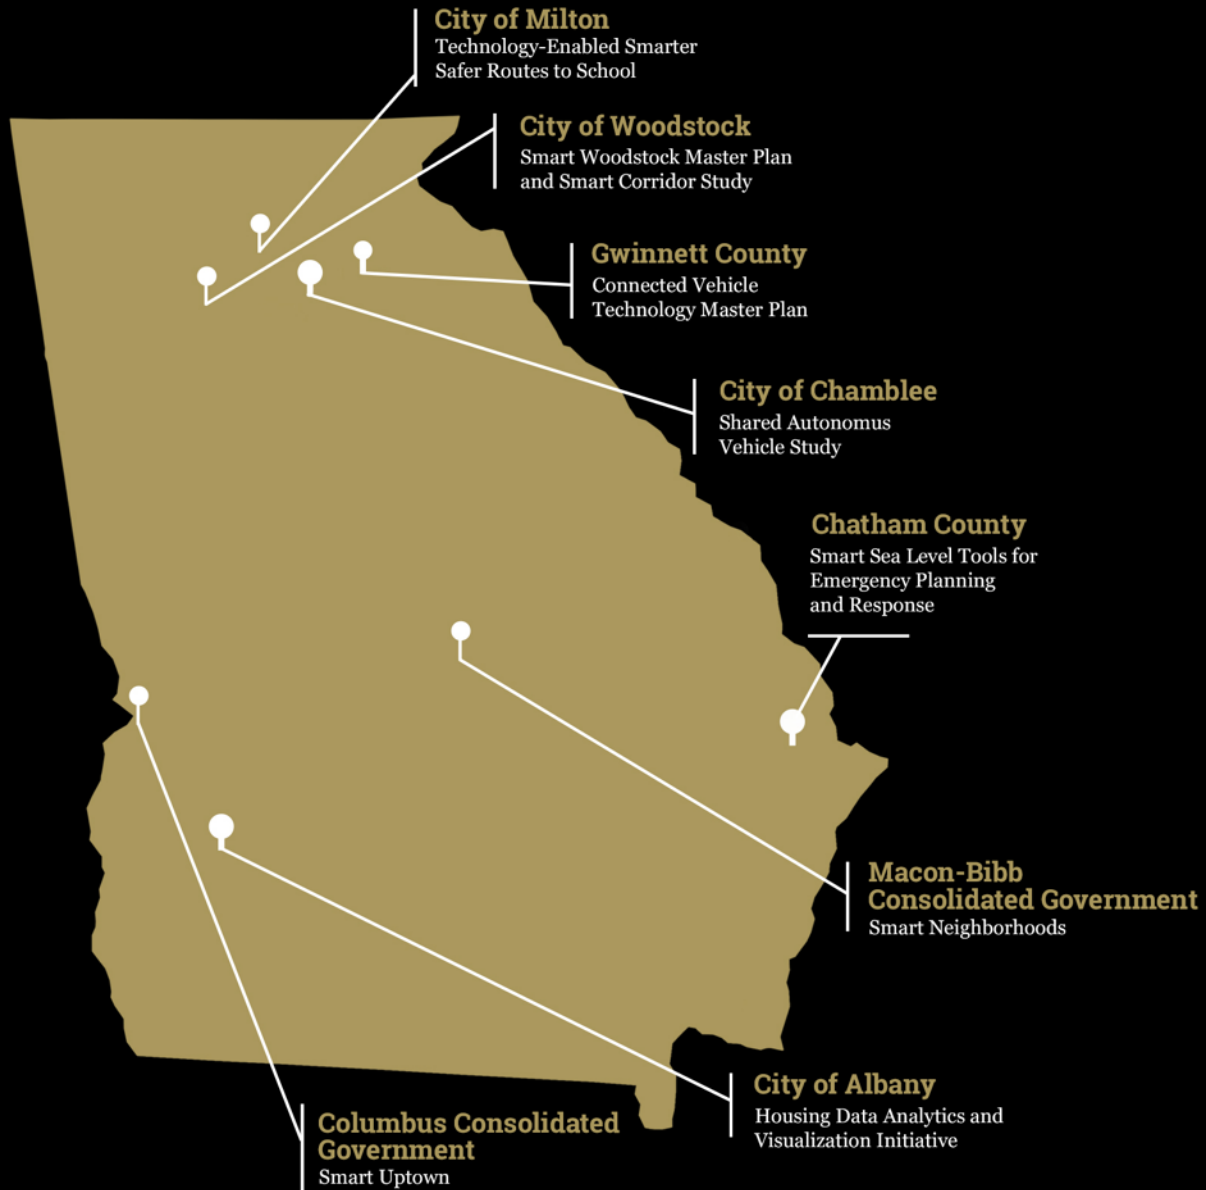 City of Milton
Technology-Enabled Smarter
Safer Routes to School
City of Woodstock
Smart Woodstock Master Plan
and Smart Corridor Study
Gwinnett County
Connected Vehicle
Technology Master Plan
City of Chamblee
Shared Autonomus
Vehicle Study
Chatham County
Smart Sea Level Tools for
Emergency Planning
and Response
Macon-Bibb
Consolidated Government
Smart Neighborhoods
City of Albany
Housing Data Analytics and
Visualization Initiative
Columbus Consolidated
Government
Smart Uptown